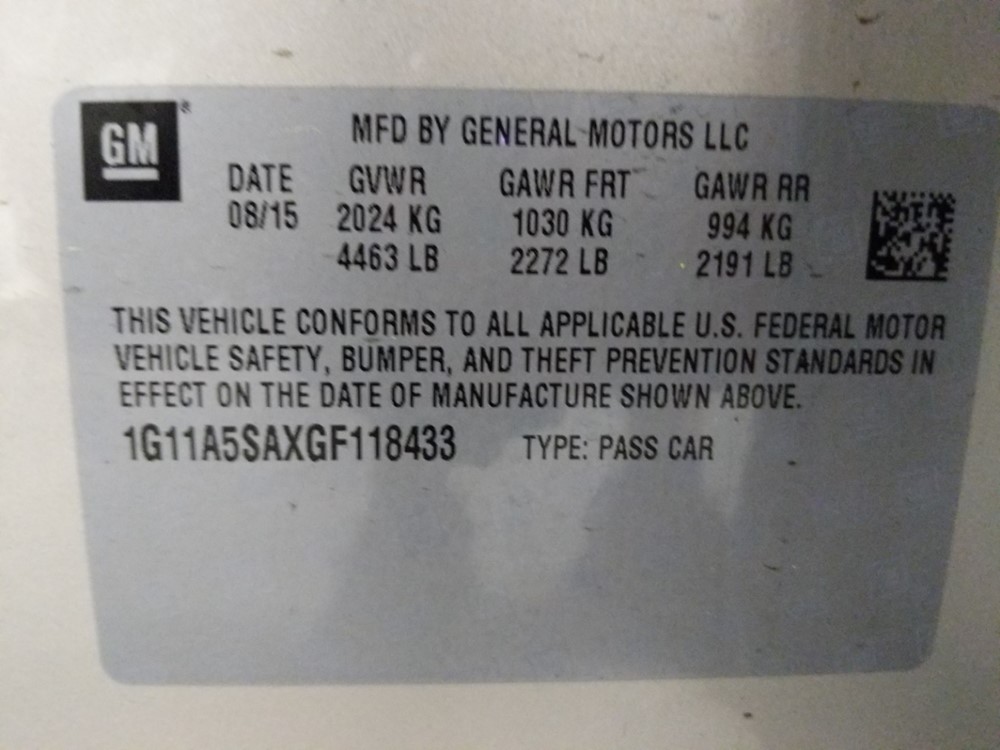 GM®
MFD BY GENERAL MOTORS LLC
DATE GVWR GAWR FRT GAWR RR
08/15 2024 KG 1030 KG 994 KG
4463 LB 2272 LB 2191 LB
THIS VEHICLE CONFORMS TO ALL APPLICABLE U.S. FEDERAL MOTOR
VEHICLE SAFETY, BUMPER, AND THEFT PREVENTION STANDARDS IN
EFFECT ON THE DATE OF MANUFACTURE SHOWN ABOVE.
1G11A5SAXGF118433 TYPE: PASS CAR